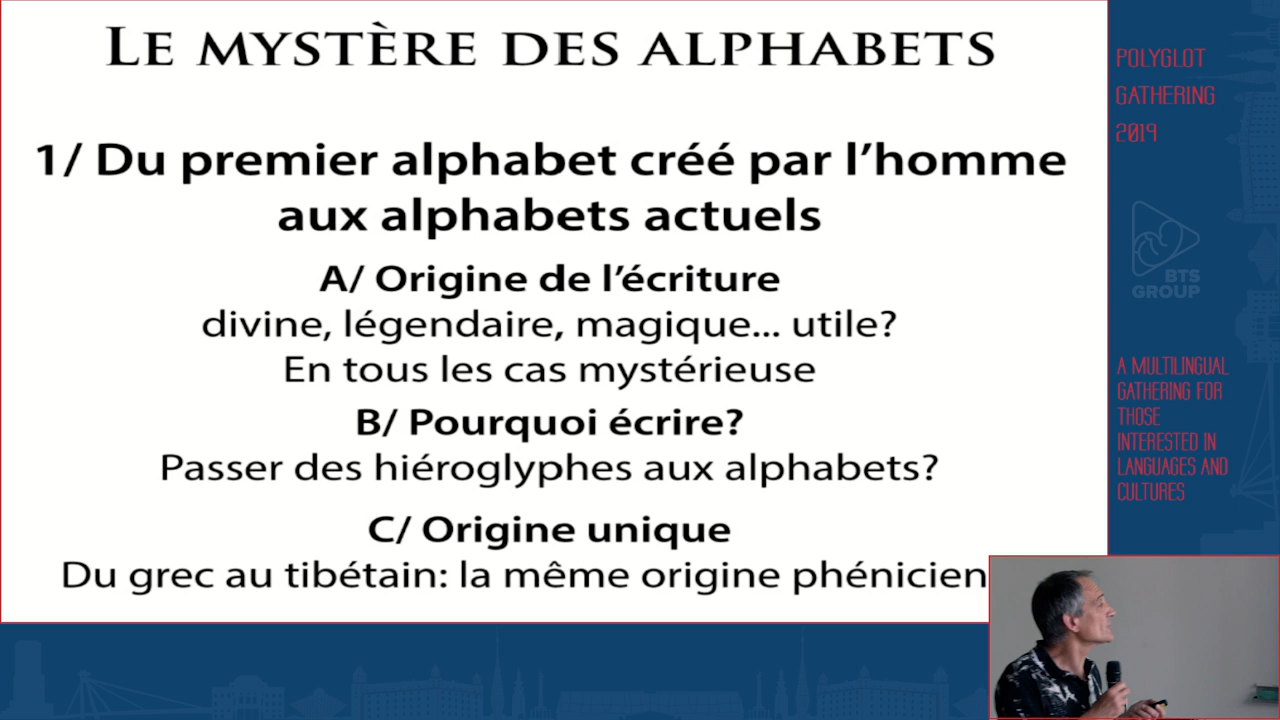 LE MYSTÈRE DES ALPHABETS
1/ Du premier alphabet créé par l'homme
aux alphabets actuels
A/ Origine de l'écriture
divine, légendaire, magique... utile?
En tous les cas mystérieuse
B/ Pourquoi écrire?
Passer des hiéroglyphes aux alphabets?
C/ Origine unique
Du grec au tibétain: la même origine phénicien
POLYGLOT
GATHERING
2019
BTS
GROUP
A MULTILINGUAL
GATHERING FOR
THOSE
INTERESTED IN
LANGUAGES AND
CULTURES